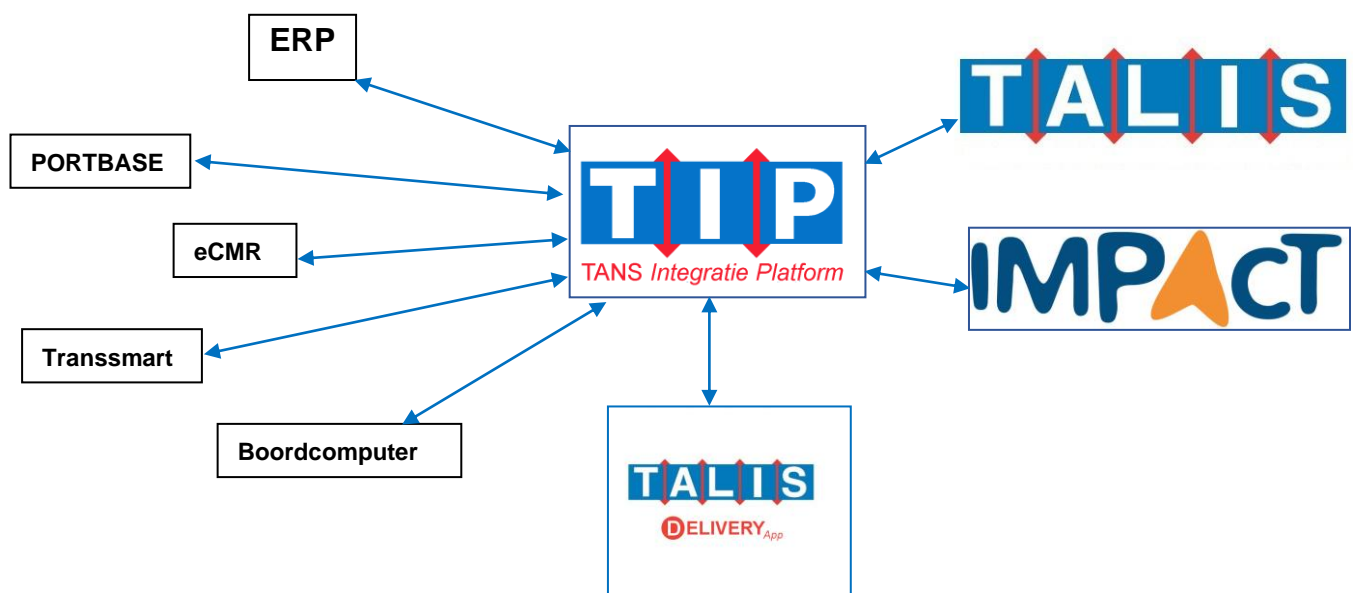 ERP
TALIS
PORTBASE
TIP
TANS Integratie Platform
eCMR
IMPACT
Transsmart
Boordcomputer
TALIS
DELIVERY App